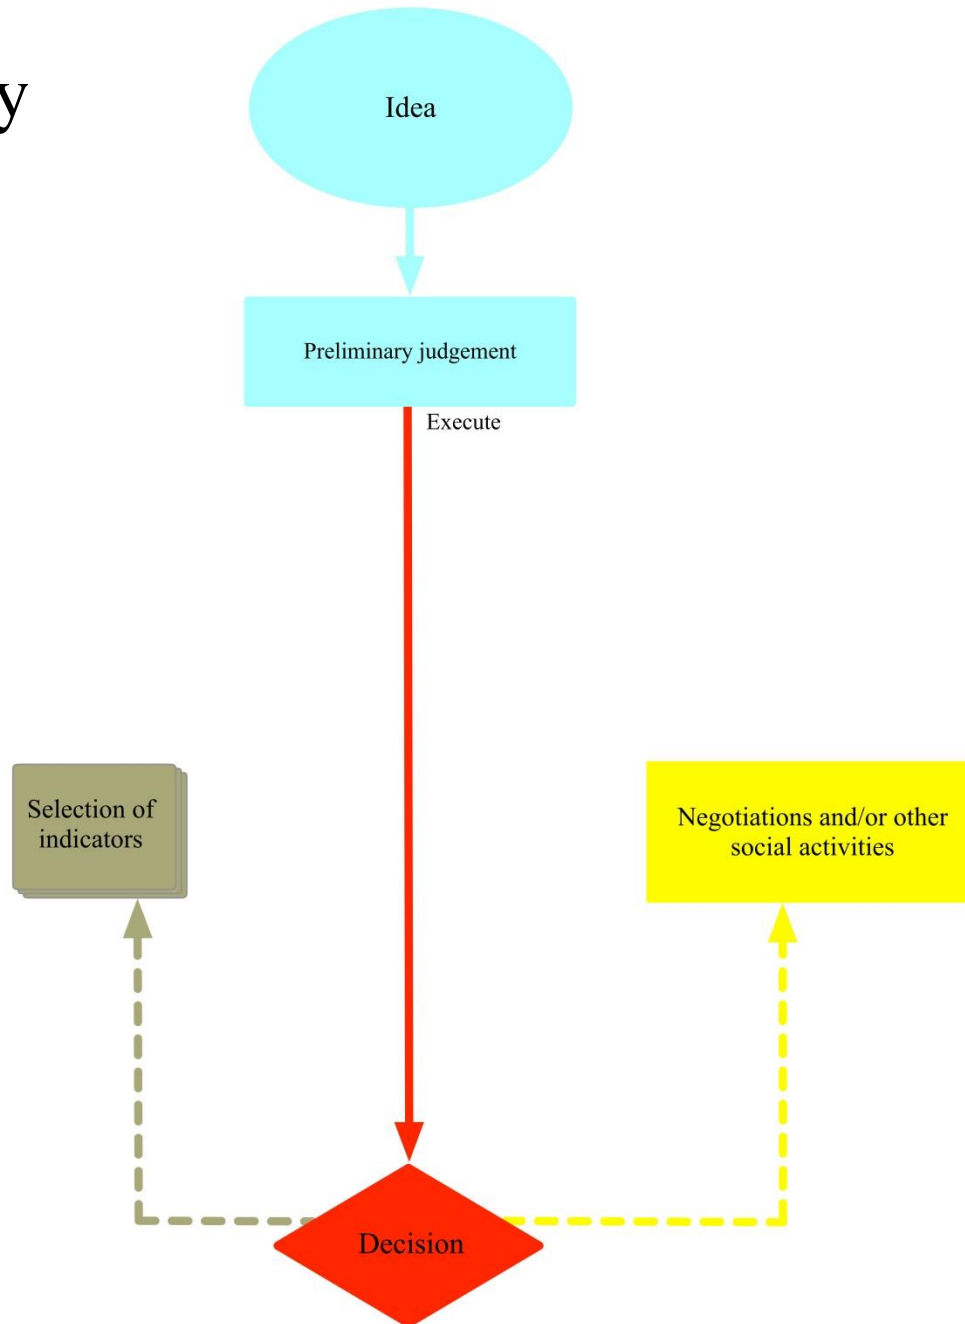 y
Idea
Preliminary judgement
Execute
Selection of
indicators
Negotiations and/or other
social activities
Decision